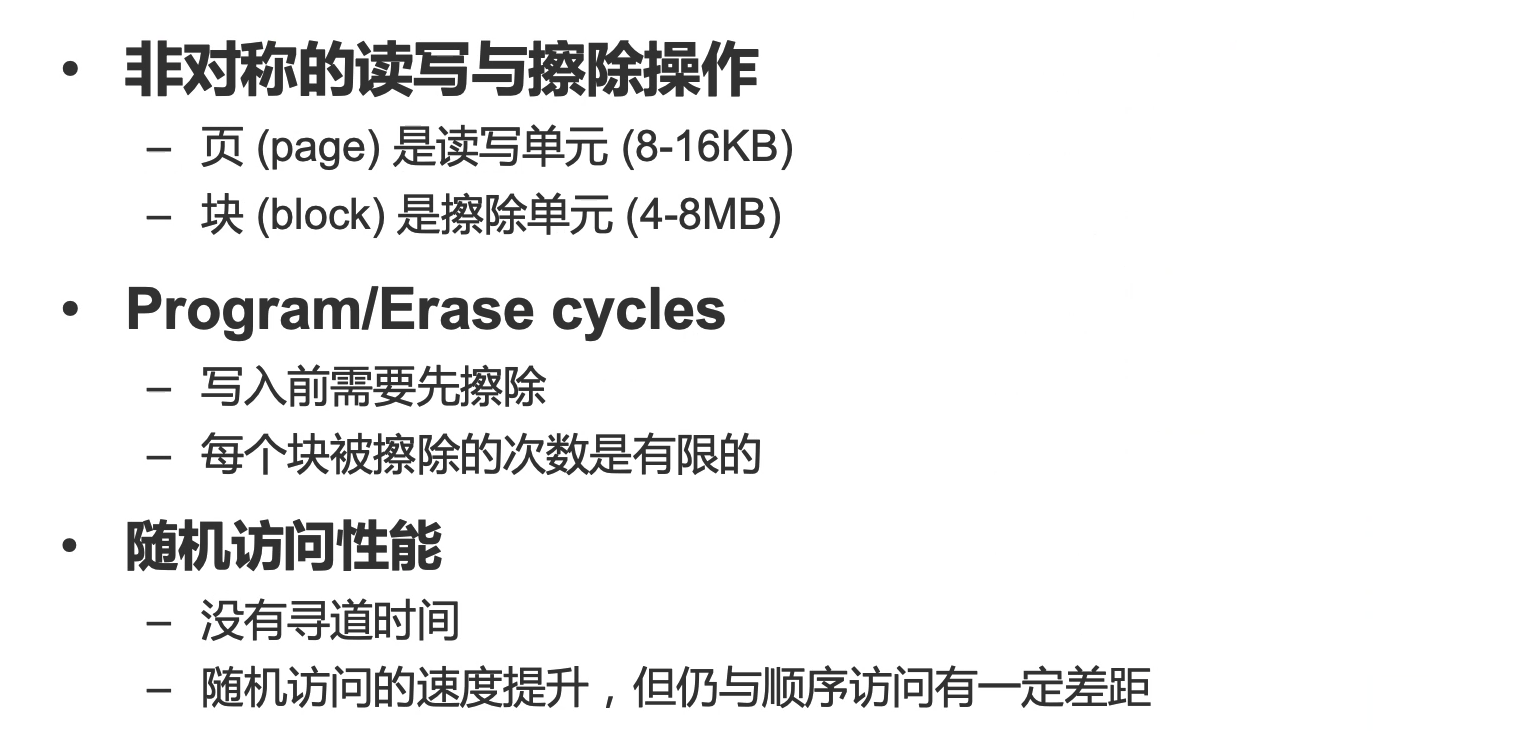 • 非对称的读写与擦除操作
– 页 (page) 是读写单元 (8-16KB)
– 块 (block) 是擦除单元 (4-8MB)
• Program/Erase cycles
– 写入前需要先擦除
– 每个块被擦除的次数是有限的
• 随机访问性能
– 没有寻道时间
– 随机访问的速度提升，但仍与顺序访问有一定差距